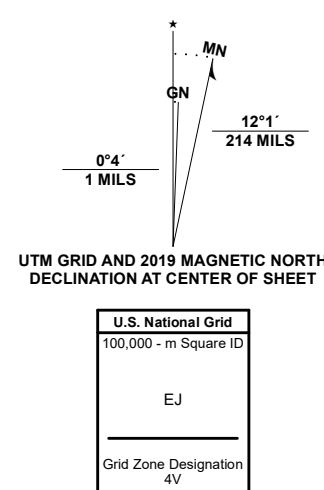 MN
GN
12°1´
214 MILS
0°4´
1 MILS
UTM GRID AND 2019 MAGNETIC NORTH
DECLINATION AT CENTER OF SHEET
U.S. National Grid
100,000 - m Square ID
EJ
Grid Zone Designation
4V